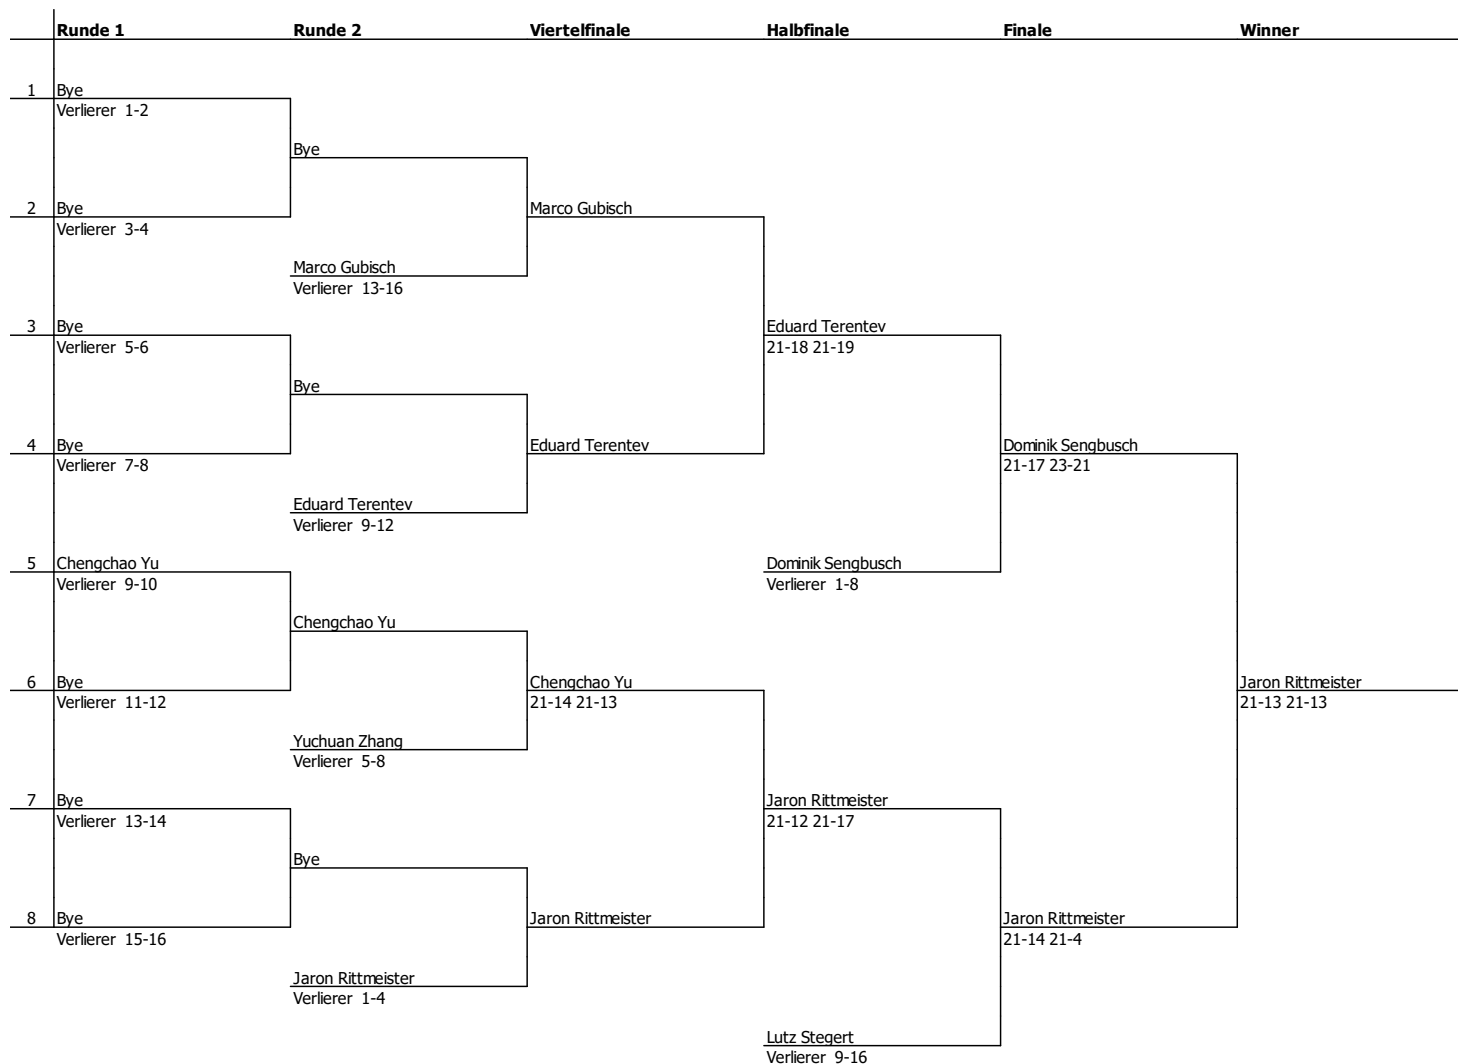 Runde 1 Runde 2 Viertelfinale Halbfinale Finale Winner
1 Bye
Verlierer 1-2
Bye
2 Bye Marco Gubisch
Verlierer 3-4
Marco Gubisch
Verlierer 13-16
3 Bye Eduard Terentev
Verlierer 5-6 21-18 21-19
Bye
4 Bye Eduard Terentev Dominik Sengbusch
Verlierer 7-8 21-17 23-21
Eduard Terentev
Verlierer 9-12
5 Chengchao Yu Dominik Sengbusch
Verlierer 9-10 Verlierer 1-8
Chengchao Yu
6 Bye Chengchao Yu Jaron Rittmeister
Verlierer 11-12 21-14 21-13 21-13 21-13
Yuchuan Zhang
Verlierer 5-8
7 Bye Jaron Rittmeister
Verlierer 13-14 21-12 21-17
Bye
8 Bye Jaron Rittmeister Jaron Rittmeister
Verlierer 15-16 21-14 21-4
Jaron Rittmeister
Verlierer 1-4
Lutz Stegert
Verlierer 9-16